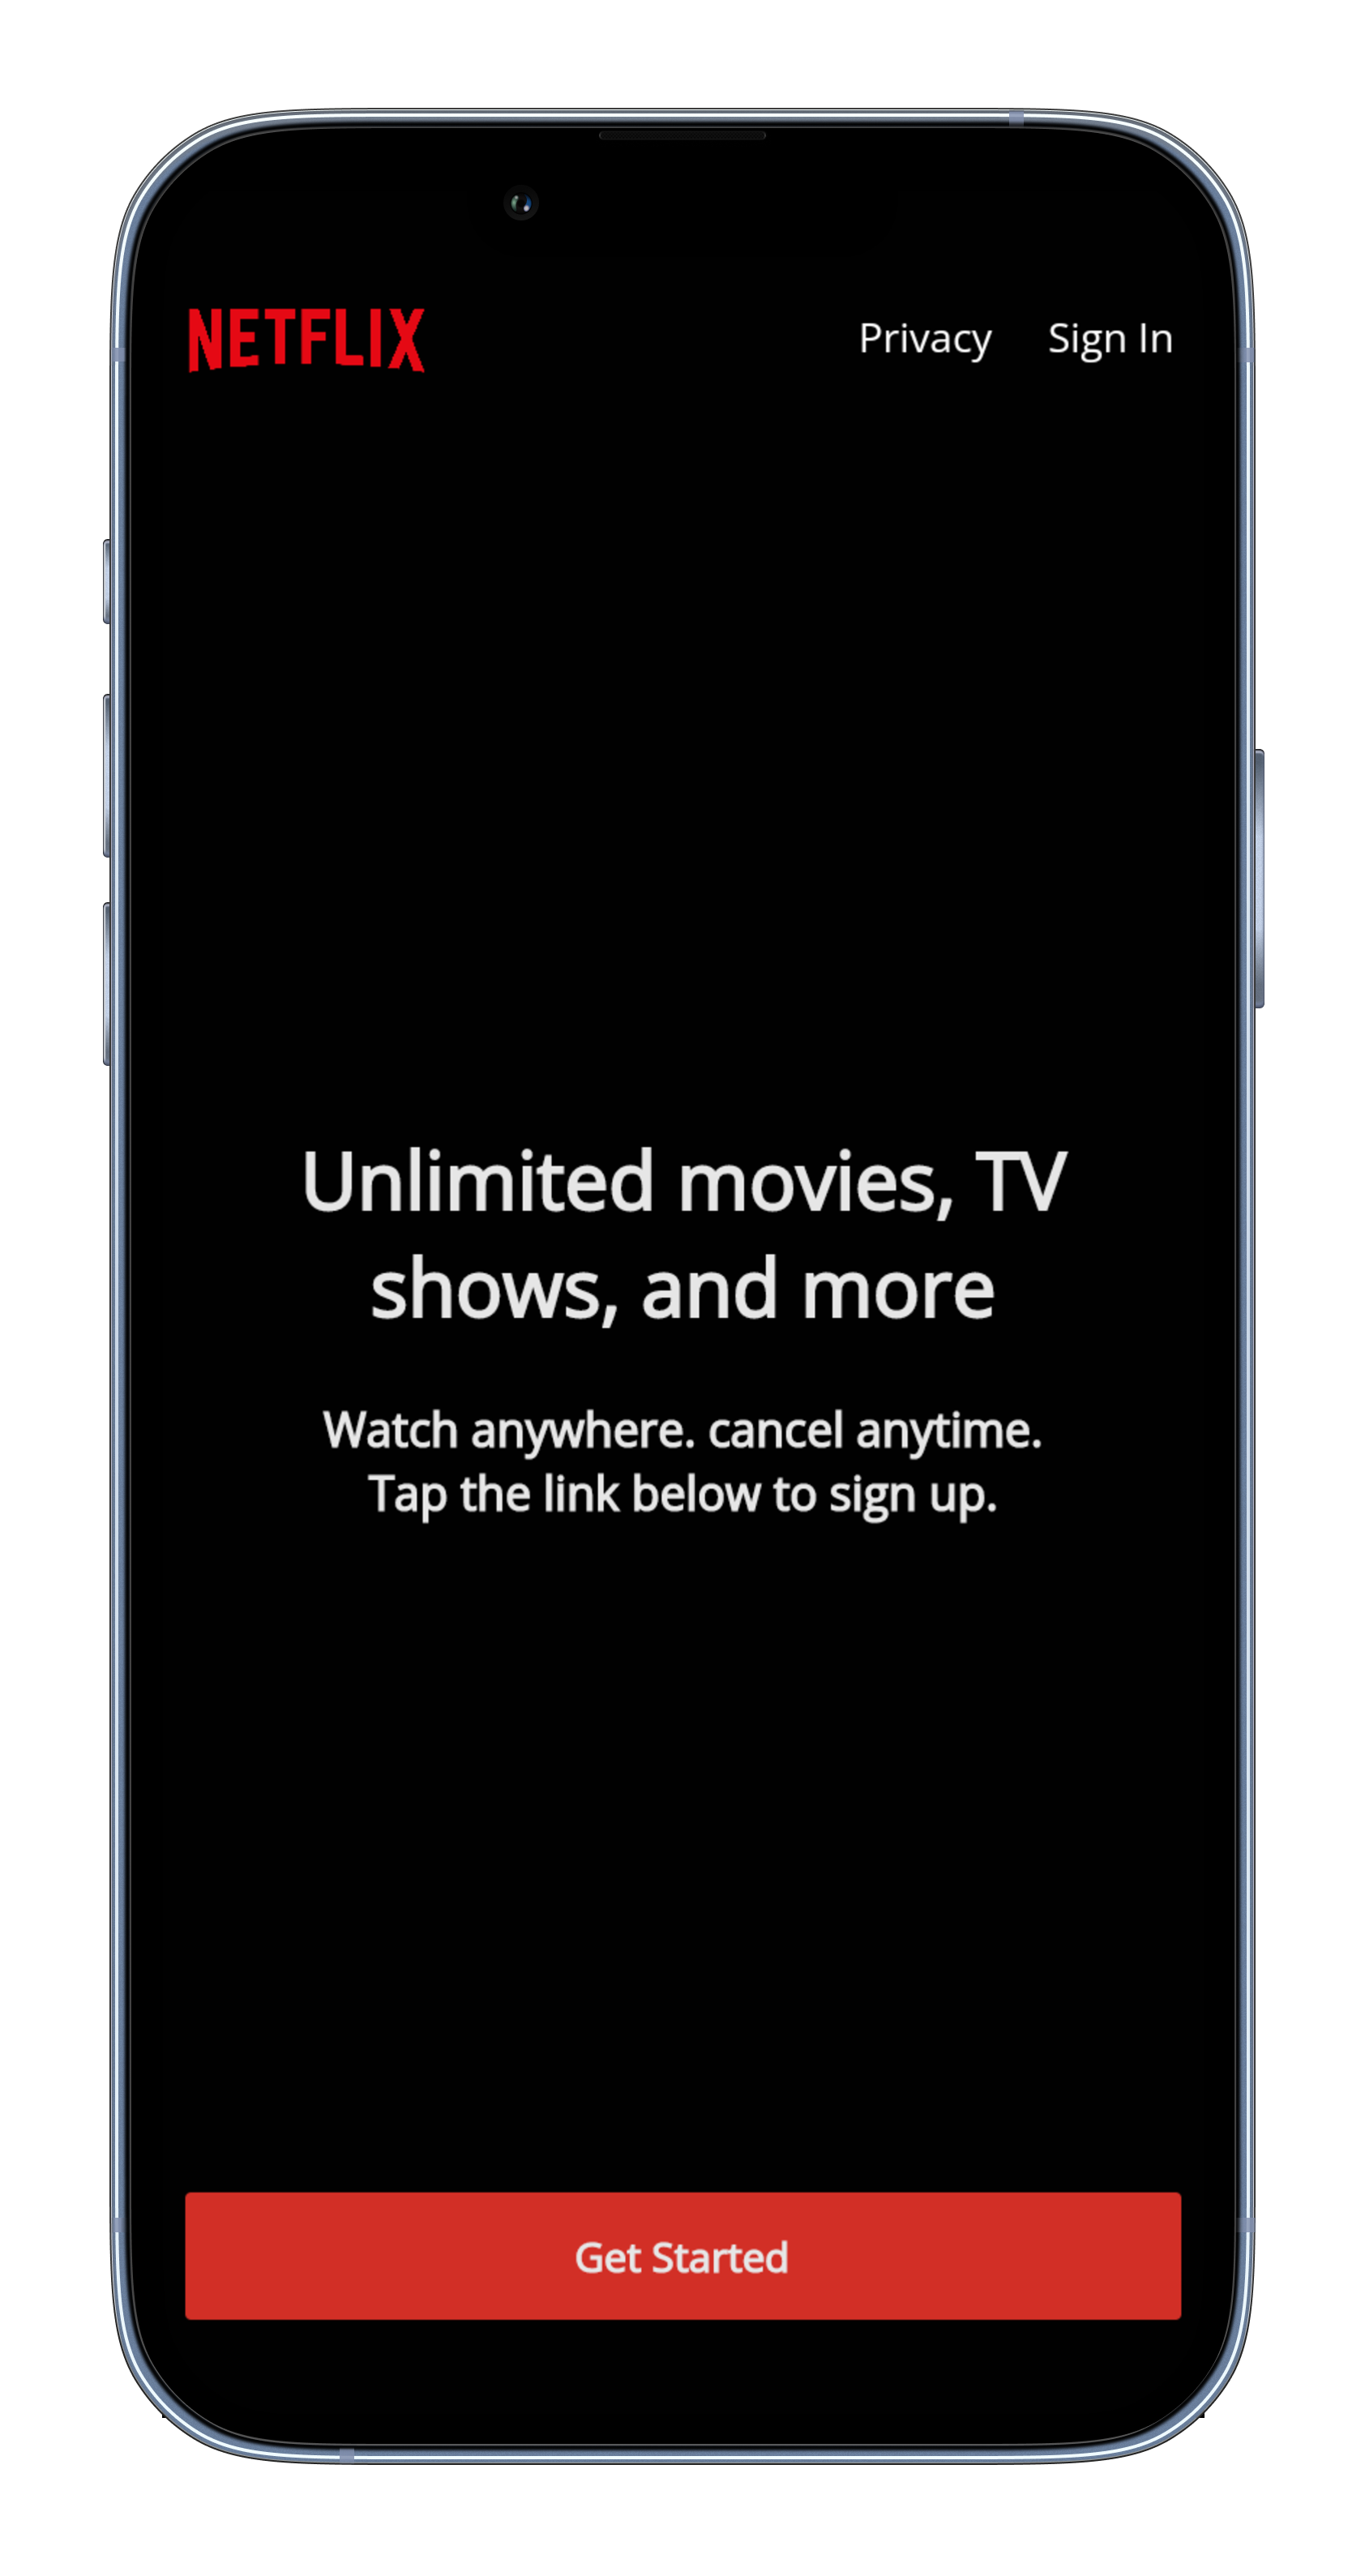 NETFLIX Privacy Sign In
Unlimited movies, TV
shows, and more
Watch anywhere. cancel anytime.
Tap the link below to sign up.
Get Started